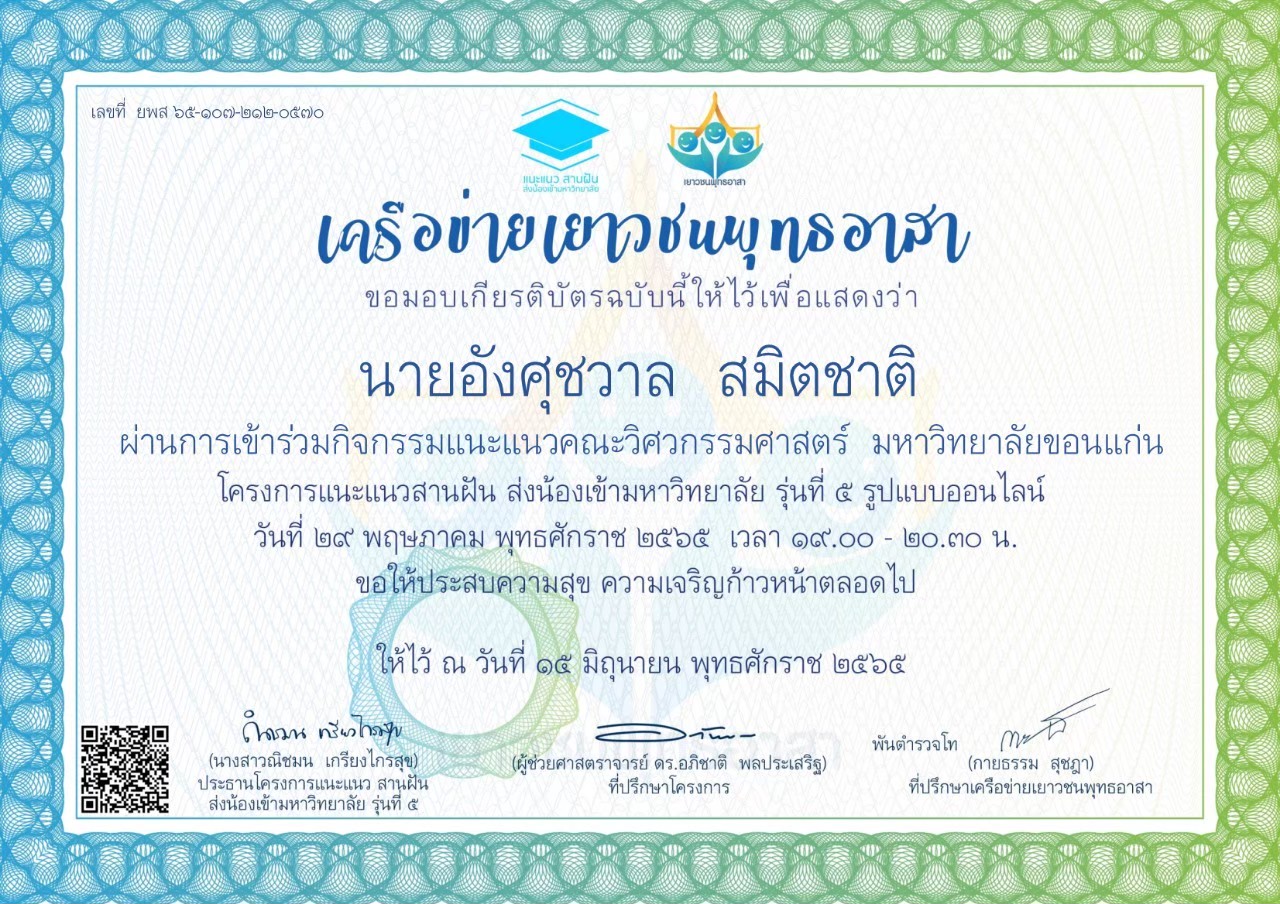 เลขที่ ยพส ๖๕-๑๐๗-๒๑๒-๐๕๗๐
แนะแนว สานฝัน
ส่งน้องเข้ามหาวิทยาลัย
เยาวชนพุทธอาสา
เครือข่ายเยาวชนพุทธอาสา
ขอมอบเกียรติบัตรฉบับนี้ให้ไว้เพื่อแสดงว่า
นายอังศุชวาล สมิตชาติ
ผ่านการเข้าร่วมกิจกรรมแนะแนวคณะวิศวกรรมศาสตร์ มหาวิทยาลัยขอนแก่น
โครงการแนะแนวสานฝัน ส่งน้องเข้ามหาวิทยาลัย รุ่นที่ ๕ รูปแบบออนไลน์
วันที่ ๒๙ พฤษภาคม พุทธศักราช ๒๕๖๕ เวลา ๑๙.๐๐ - ๒๐.๓๐ น.
ขอให้ประสบความสุข ความเจริญก้าวหน้าตลอดไป
ให้ไว้ ณ วันที่ ๑๕ มิถุนายน พุทธศักราช ๒๕๖๕
(นางสาวณิชมน เกรียงไกรสุข)
ประธานโครงการแนะแนว สานฝัน
ส่งน้องเข้ามหาวิทยาลัย รุ่นที่ ๕
(ผู้ช่วยศาสตราจารย์ ดร.อภิชาติ พลประเสริฐ)
ที่ปรึกษาโครงการ
พันตำรวจโท
(กายธรรม สุชฎา)
ที่ปรึกษาเครือข่ายเยาวชนพุทธอาสา